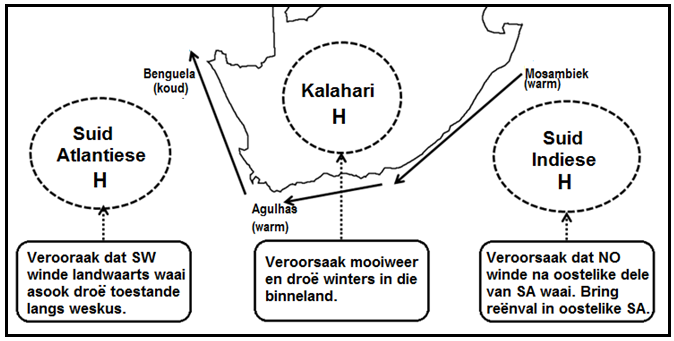 Benguela
(koud)
Kalahari
H
Mosambiek
(warm)
Suid
Atlantiese
H
Suid
Indiese
H
Agulhas
(warm)
Verooraak dat SW
winde landwaarts waai
asook droë toestande
langs weskus.
Veroorsaak mooiweer
en droë winters in die
binneland.
Veroorsaak dat NO
winde na oostelike dele
van SA waai. Bring
reënval in oostelike SA.